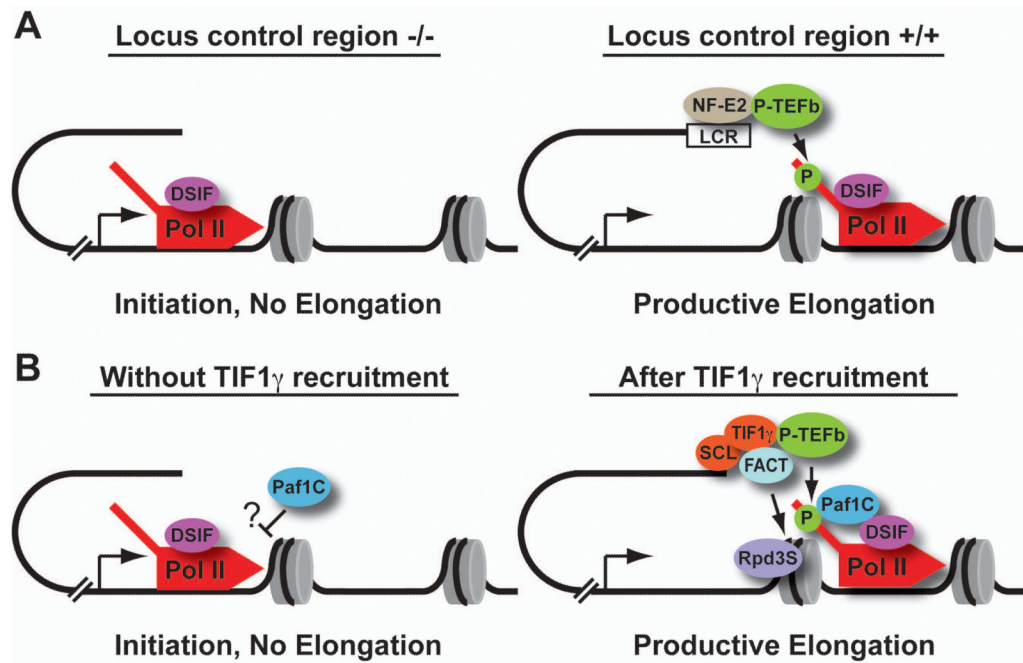 A
Locus control region -/-
Locus control region +/+
NF-E2
P-TEFb
LCR
P
DSIF
Pol II
DSIF
Pol II
Initiation, No Elongation
Productive Elongation
B
Without TIF1γ recruitment
After TIF1γ recruitment
TIF1γ
P-TEFb
SCL
FACT
Paf1C
?
DSIF
Pol II
P
Paf1C
DSIF
Rpd3S
Pol II
Initiation, No Elongation
Productive Elongation